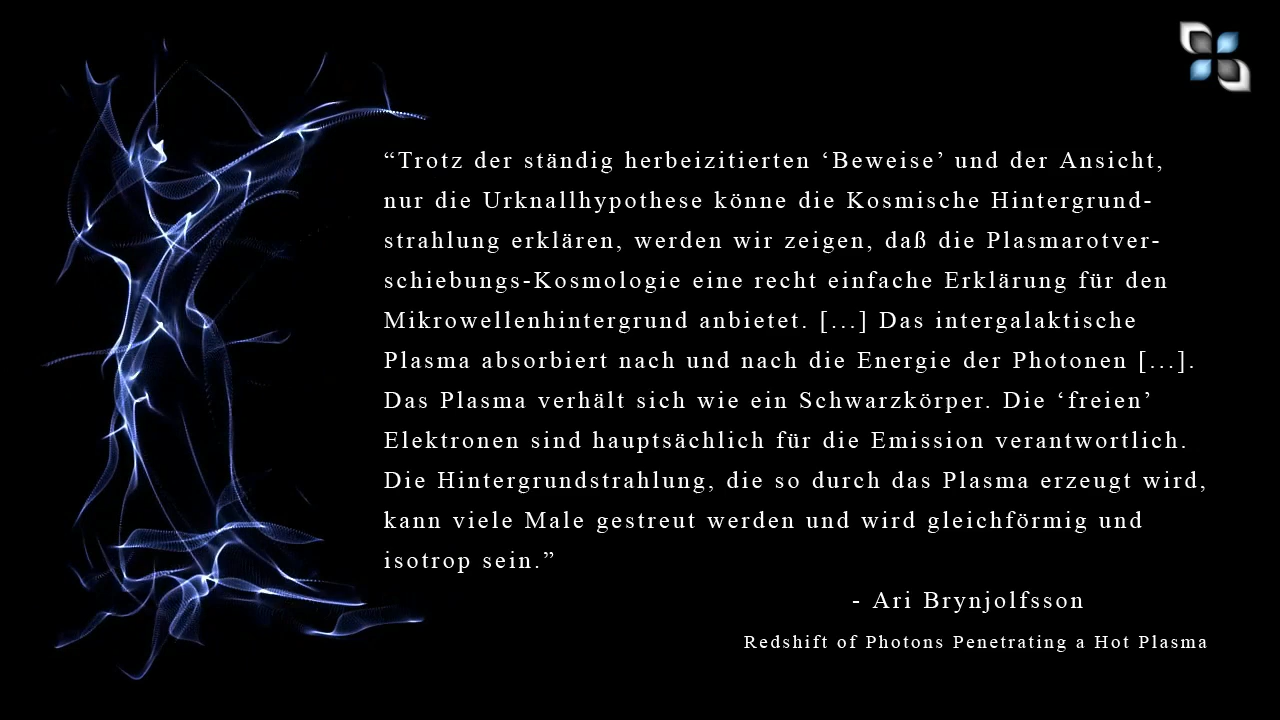 “Trotz der ständig herbeizitierten ‘Beweise’ und der Ansicht,
nur die Urknallhypothese könne die Kosmische Hintergrund-
strahlung erklären, werden wir zeigen, daß die Plasmarotver-
schiebungs-Kosmologie eine recht einfache Erklärung für den
Mikrowellenhintergrund anbietet. [...] Das intergalaktische
Plasma absorbiert nach und nach die Energie der Photonen [...].
Das Plasma verhält sich wie ein Schwarzkörper. Die ‘freien’
Elektronen sind hauptsächlich für die Emission verantwortlich.
Die Hintergrundstrahlung, die so durch das Plasma erzeugt wird,
kann viele Male gestreut werden und wird gleichförmig und
isotrop sein.”
- Ari Brynjolfsson
Redshift of Photons Penetrating a Hot Plasma